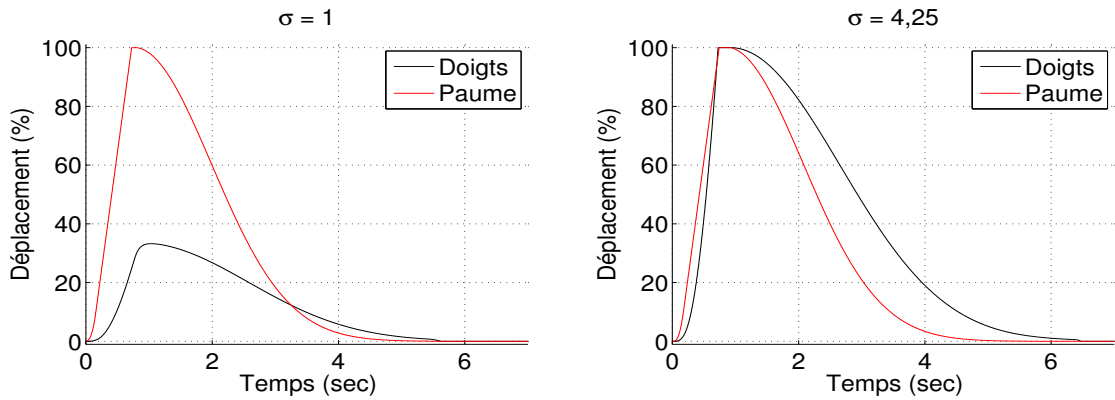 σ = 1
Déplacement (%)
100
80
60
40
20
0
Doigts
Paume
0
2
4
6
Temps (sec)
σ = 4,25
Déplacement (%)
100
80
60
40
20
0
Doigts
Paume
0
2
4
6
Temps (sec)